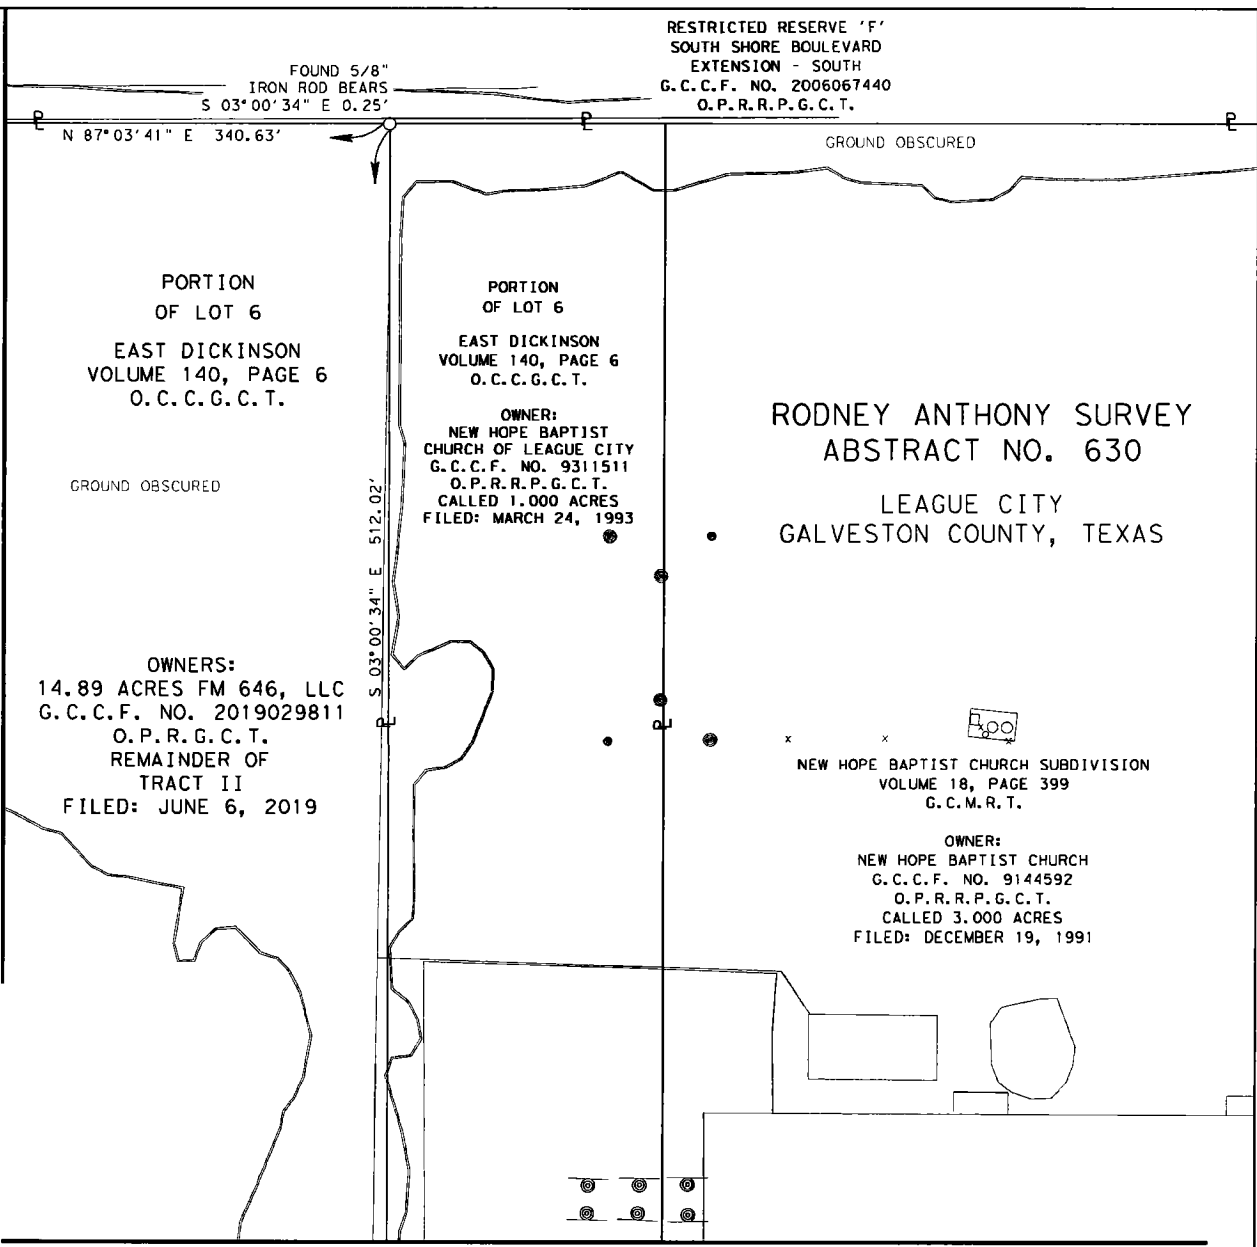 RESTRICTED RESERVE 'F'
SOUTH SHORE BOULEVARD
EXTENSION - SOUTH
G.C.C.F. NO. 2006067440
O.P.R.R.P.G.C.T.
FOUND 5/8"
IRON ROD BEARS
S 03°00'34" E 0.25'
N 87°03'41" E 340.63'
PL
PL
PL
GROUND OBSCURED
PORTION
OF LOT 6
EAST DICKINSON
VOLUME 140, PAGE 6
O.C.C.G.C.T.
GROUND OBSCURED
OWNERS:
14.89 ACRES FM 646, LLC
G.C.C.F. NO. 2019029811
O.P.R.G.C.T.
REMAINDER OF
TRACT II
FILED: JUNE 6, 2019
S 03°00'34" E 512.02'
PL
PORTION
OF LOT 6
EAST DICKINSON
VOLUME 140, PAGE 6
O.C.C.G.C.T.
OWNER:
NEW HOPE BAPTIST
CHURCH OF LEAGUE CITY
G.C.C.F. NO. 9311511
O.P.R.R.P.G.C.T.
CALLED 1.000 ACRES
FILED: MARCH 24, 1993
PL
RODNEY ANTHONY SURVEY
ABSTRACT NO. 630
LEAGUE CITY
GALVESTON COUNTY, TEXAS
NEW HOPE BAPTIST CHURCH SUBDIVISION
VOLUME 18, PAGE 399
G.C.M.R.T.
OWNER:
NEW HOPE BAPTIST CHURCH
G.C.C.F. NO. 9144592
O.P.R.R.P.G.C.T.
CALLED 3.000 ACRES
FILED: DECEMBER 19, 1991